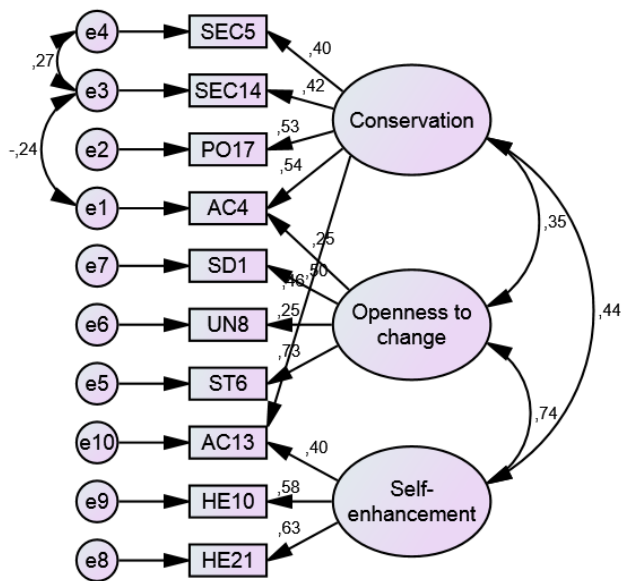 e4
SEC5
,40
,27
e3
SEC14
,42
Conservation
e2
PO17
,53
-,24
,54
e1
AC4
,25
,35
e7
SD1
,50
,46
UN8
e6
,25
Openness to
change
,44
e5
ST6
,73
,74
e10
AC13
,40
e9
HE10
,58
Self-
enhancement
,63
e8
HE21